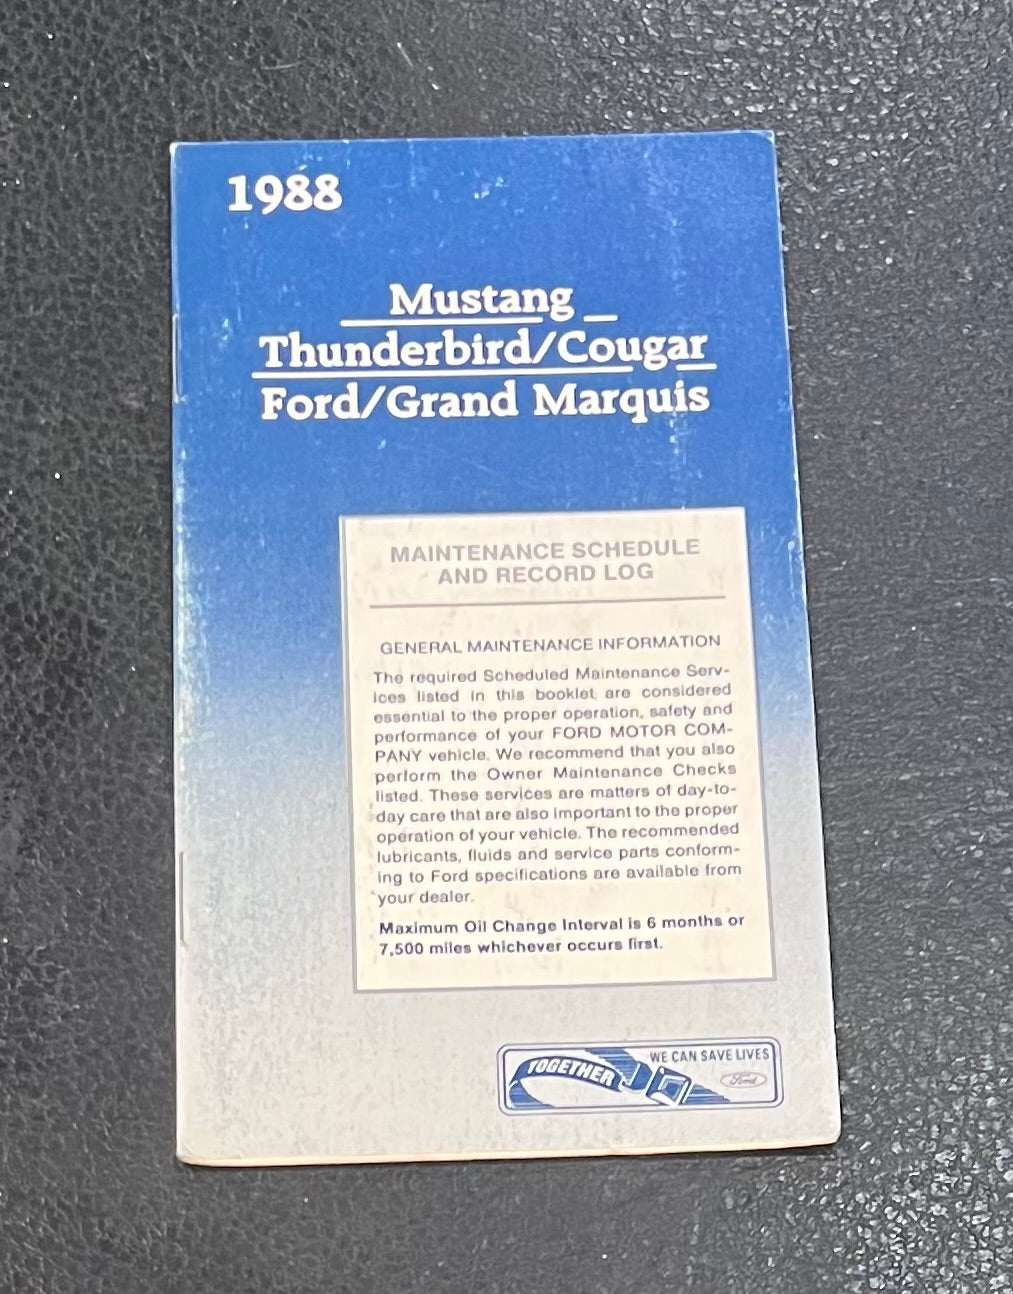 1988
Mustang
Thunderbird/Cougar
Ford/Grand Marquis
MAINTENANCE SCHEDULE
AND RECORD LOG
GENERAL MAINTENANCE INFORMATION
The required Scheduled Maintenance Serv-
ices listed in this booklet are considered
essential to the proper operation, safety and
performance of your FORD MOTOR COM-
PANY vehicle. We recommend that you also
perform the Owner Maintenance Checks
listed. These services are matters of day-to-
day care that are also important to the proper
operation of your vehicle. The recommended
lubricants, fluids and service parts conform-
ing to Ford specifications are available from
your dealer.
Maximum Oil Change Interval is 6 months or
7,500 miles whichever occurs first.
TOGETHER
WE CAN SAVE LIVES
Ford